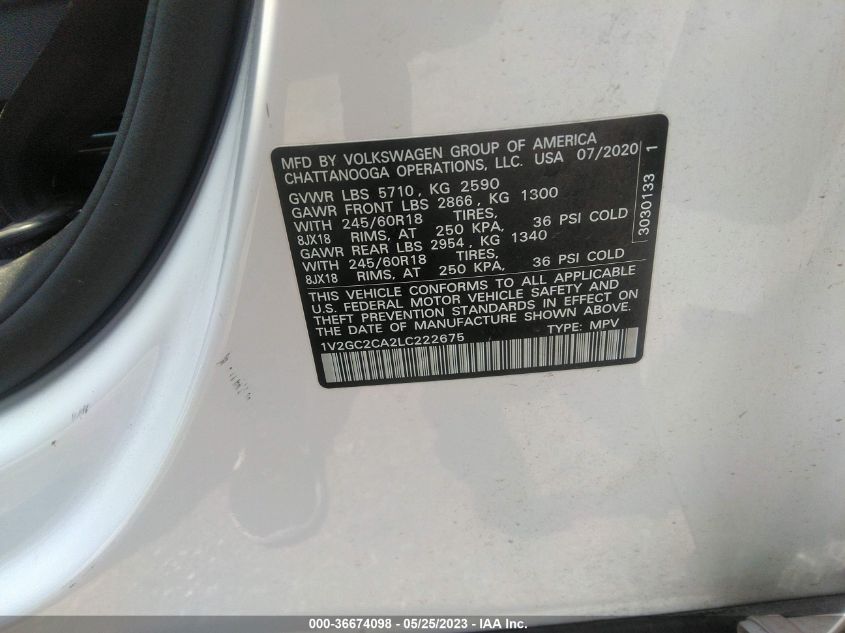 MFD BY VOLKSWAGEN GROUP OF AMERICA
CHATTANOOGA OPERATIONS, LLC. USA 07/2020
GVWR LBS 5710, KG 2590
GAWR FRONT LBS 2866, KG 1300
WITH 245/60R18 TIRES,
8JX18 RIMS, AT 250 KPA, 36 PSI COLD
GAWR REAR LBS 2954, KG 1340
WITH 245/60R18 TIRES,
8JX18 RIMS, AT 250 KPA, 36 PSI COLD
THIS VEHICLE CONFORMS TO ALL APPLICABLE
U.S. FEDERAL MOTOR VEHICLE SAFETY AND
THEFT PREVENTION STANDARDS IN EFFECT ON
THE DATE OF MANUFACTURE SHOWN ABOVE.
1V2GC2CA2LC222675 TYPE: MPV
3030133 1
000-36674098 - 05/25/2023 - IAA Inc.